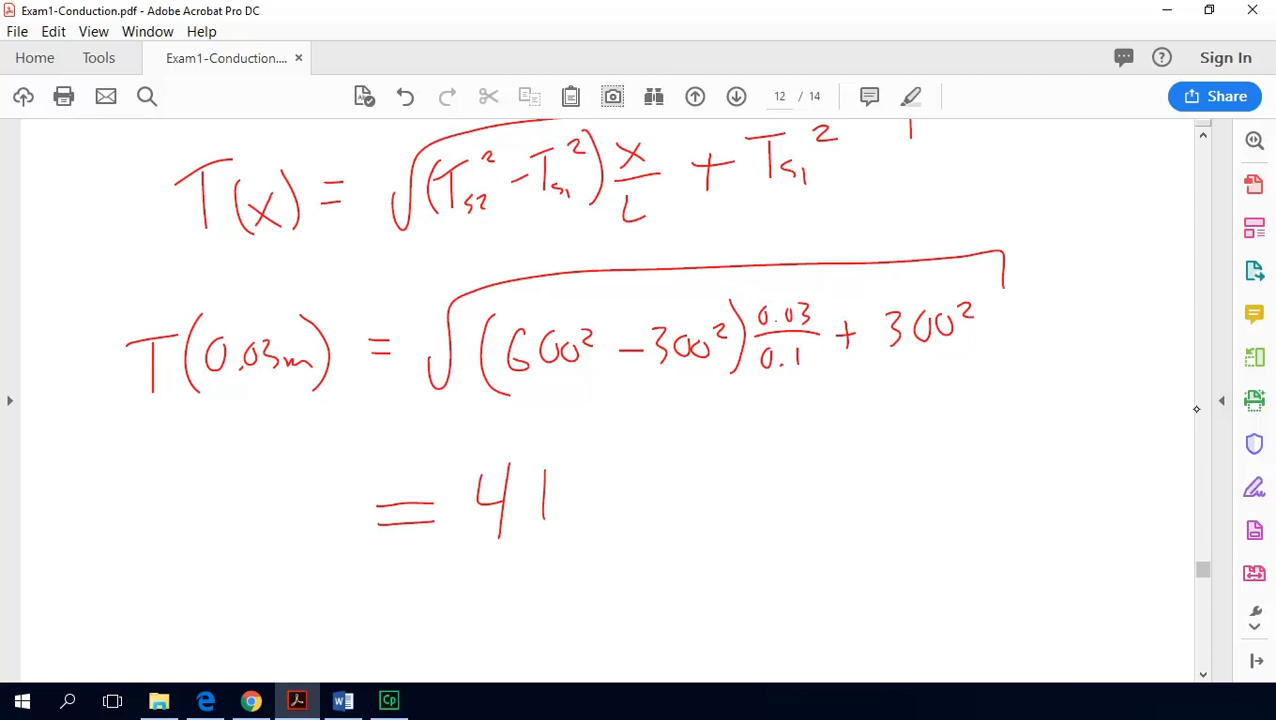 Exam1-Conduction.pdf - Adobe Acrobat Pro DC
File Edit View Window Help
Home Tools Exam1-Conduction.... × Sign In
12 / 14 Share
T(x) = √(Ts2² - Ts1²) x/L + Ts1²
T(0.03m) = √(600² - 300²) 0.03/0.1 + 300²
= 41